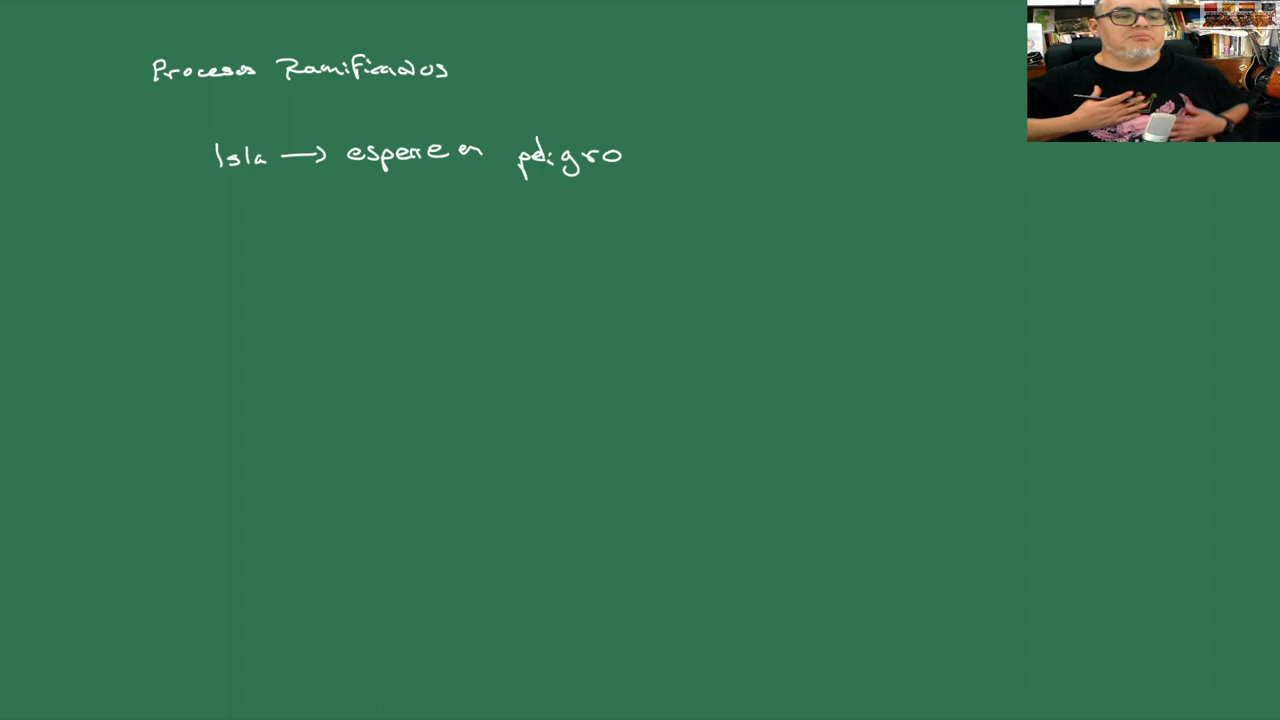 Procesos Ramificados
Isla → especie en peligro